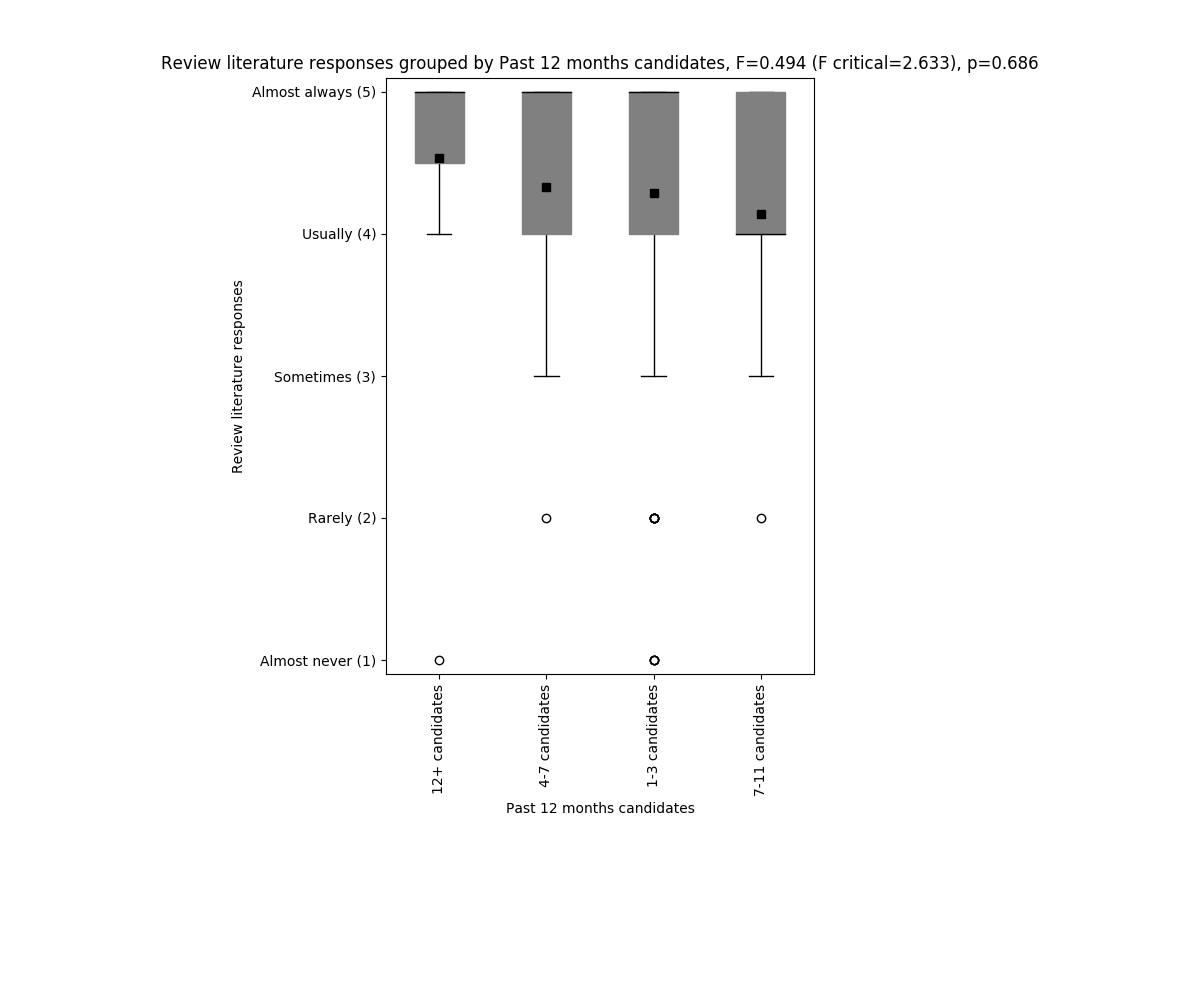 Review literature responses grouped by Past 12 months candidates, F=0.494 (F critical=2.633), p=0.686
Almost always (5)
Usually (4)
Sometimes (3)
Rarely (2)
Almost never (1)
Review literature responses
12+ candidates
4-7 candidates
1-3 candidates
7-11 candidates
Past 12 months candidates